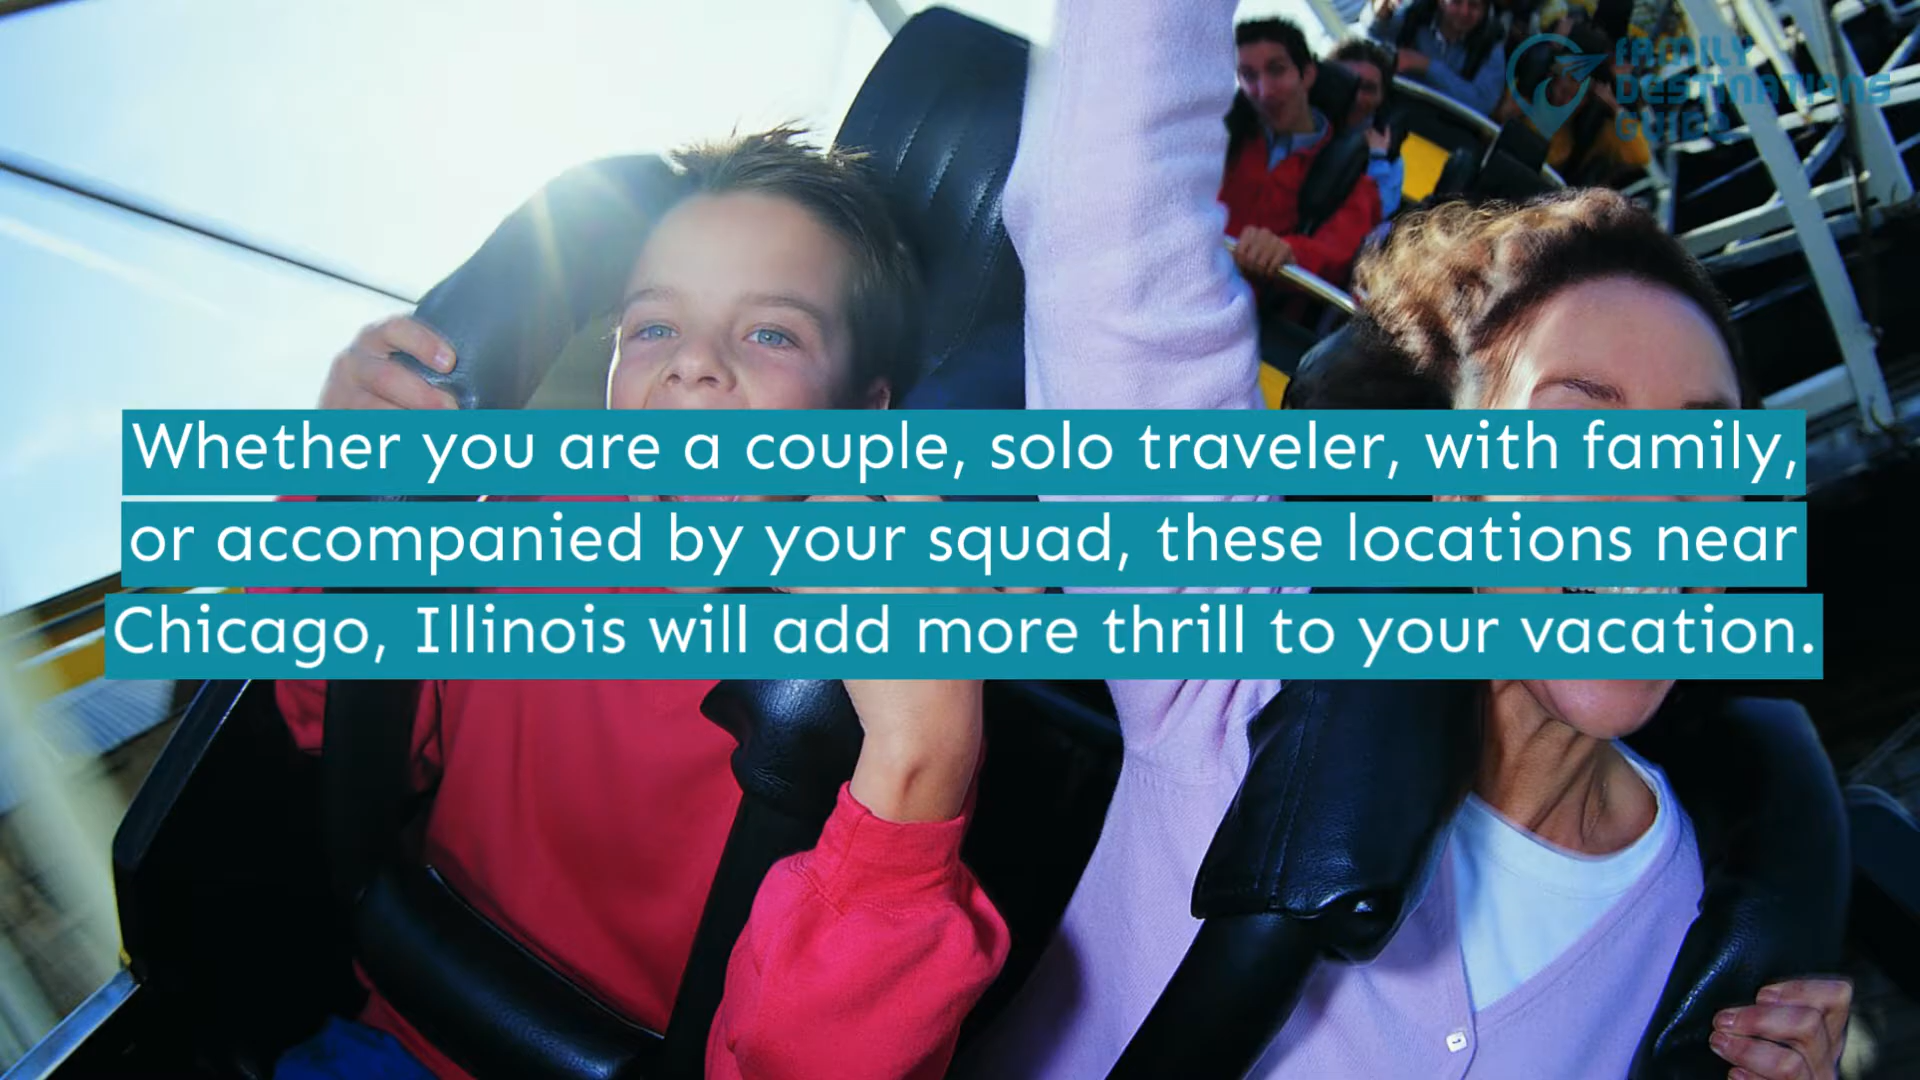 FAMILY
DESTINATIONS
GUIDE
Whether you are a couple, solo traveler, with family,
or accompanied by your squad, these locations near
Chicago, Illinois will add more thrill to your vacation.